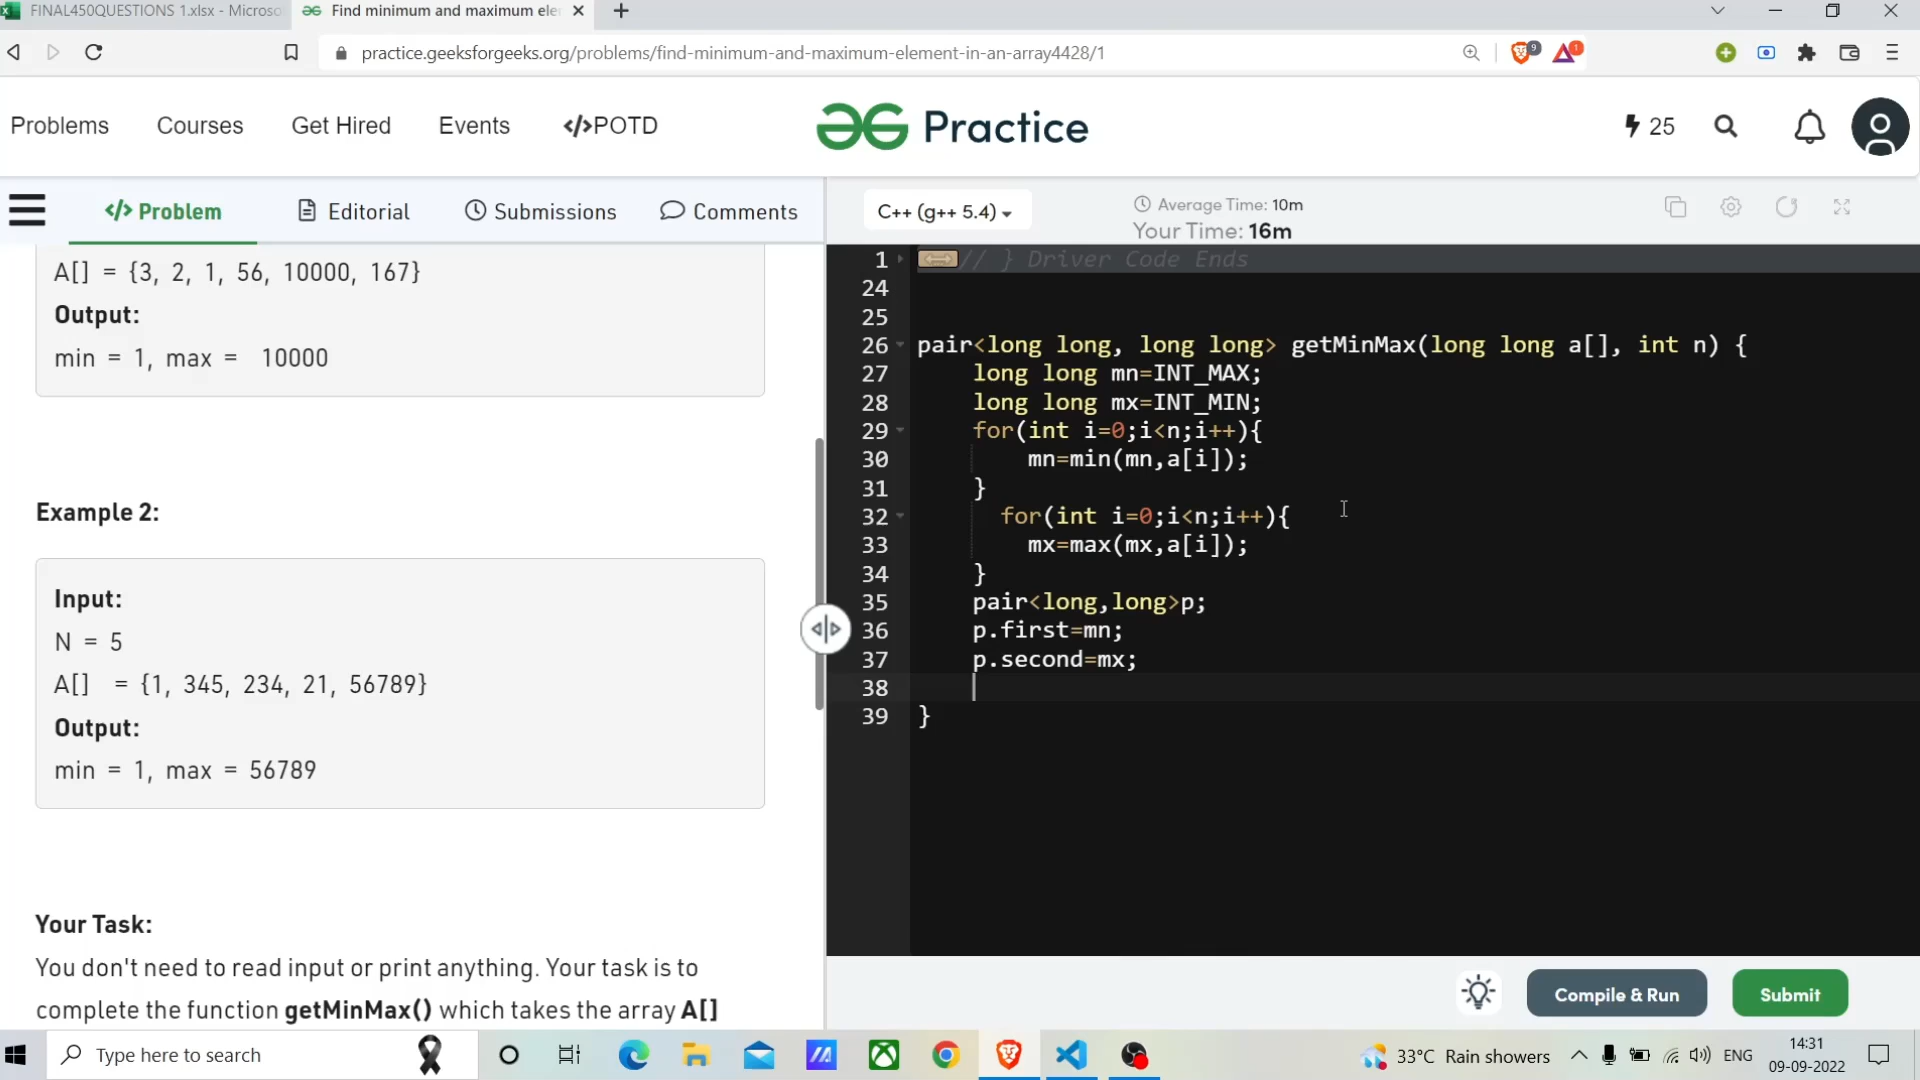 FINAL450QUESTIONS 1.xlsx - Microso
Find minimum and maximum ele
practice.geeksforgeeks.org/problems/find-minimum-and-maximum-element-in-an-array4428/1
9
1
Problems
Courses
Get Hired
Events
</>POTD
Practice
25
</> Problem
Editorial
Submissions
Comments
C++ (g++ 5.4)
Average Time: 10m
Your Time: 16m
A[] = {3, 2, 1, 56, 10000, 167}
Output:
min = 1, max =  10000
Example 2:
Input:
N = 5
A[]  = {1, 345, 234, 21, 56789}
Output:
min = 1, max = 56789
Your Task:
You don't need to read input or print anything. Your task is to
complete the function getMinMax() which takes the array A[]
1 // } Driver Code Ends
24
25
26 pair<long long, long long> getMinMax(long long a[], int n) {
27     long long mn=INT_MAX;
28     long long mx=INT_MIN;
29     for(int i=0;i<n;i++){
30         mn=min(mn,a[i]);
31     }
32       for(int i=0;i<n;i++){
33         mx=max(mx,a[i]);
34     }
35     pair<long,long>p;
36     p.first=mn;
37     p.second=mx;
38
39 }
Compile & Run
Submit
Type here to search
33°C Rain showers
ENG
14:31
09-09-2022